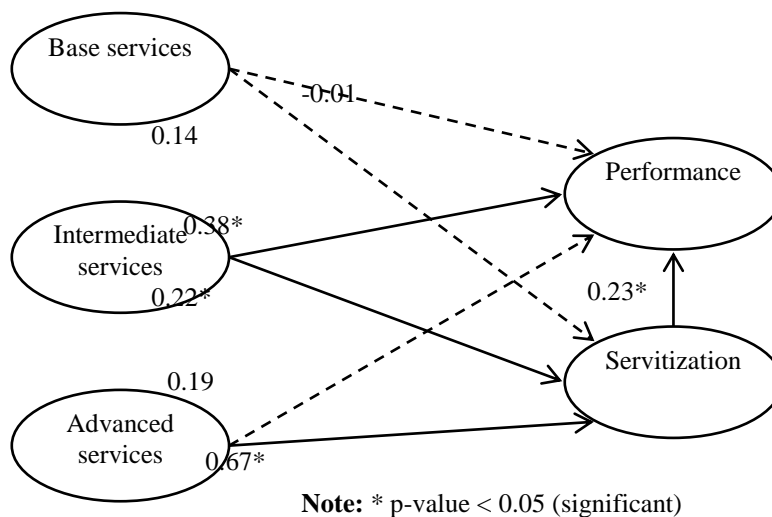 Base services
-0.01
0.14
Performance
Intermediate
services
0.38*
0.22*
0.23*
Servitization
0.19
Advanced
services
0.67*
Note: * p-value < 0.05 (significant)